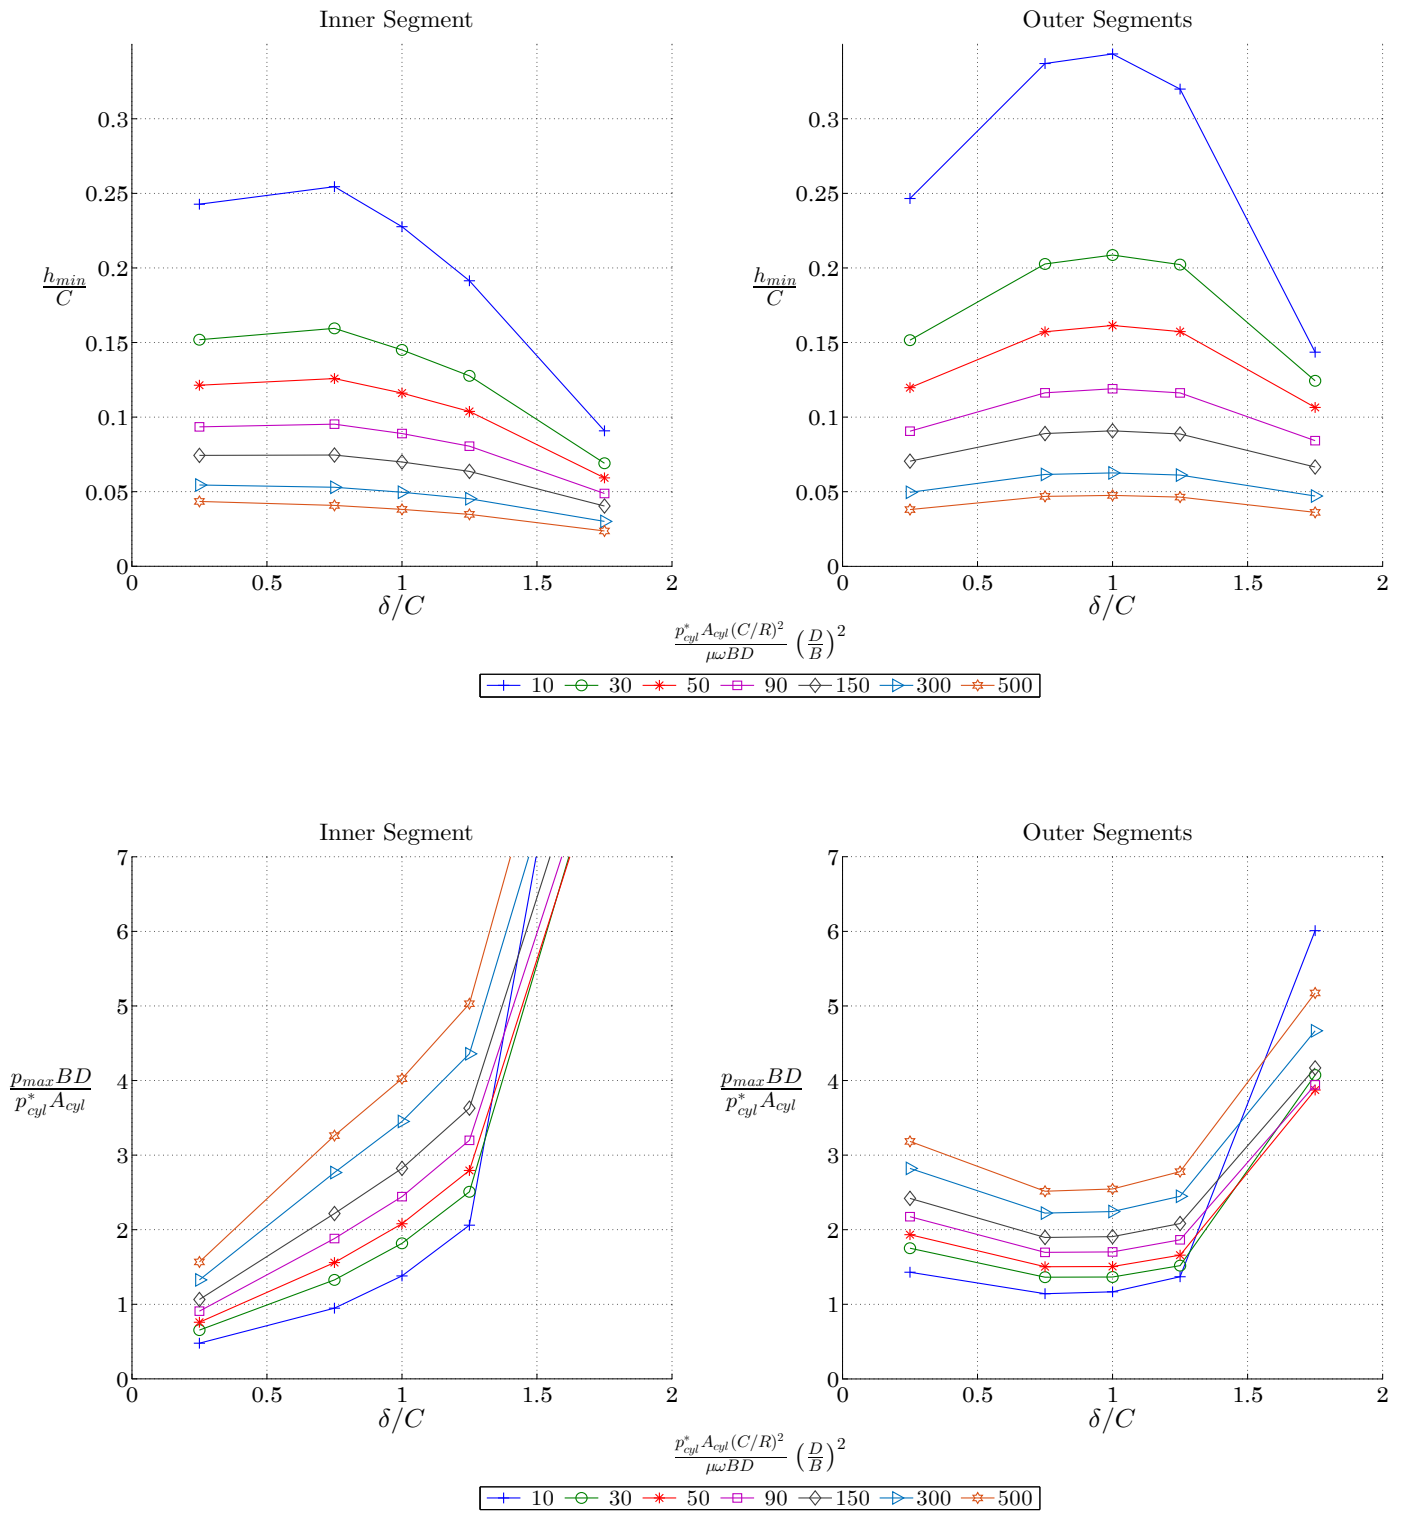 Inner Segment
Outer Segments
0.3
0.25
0.2
0.15
0.1
0.05
0
h_min/C
0 0.5 1 1.5 2
δ/C
0.3
0.25
0.2
0.15
0.1
0.05
0
h_min/C
0 0.5 1 1.5 2
δ/C
p*_cyl A_cyl (C/R)²/μωBD (D/B)²
10 30 50 90 150 300 500
Inner Segment
Outer Segments
7
6
5
4
3
2
1
0
p_max BD/p*_cyl A_cyl
0 0.5 1 1.5 2
δ/C
7
6
5
4
3
2
1
0
p_max BD/p*_cyl A_cyl
0 0.5 1 1.5 2
δ/C
p*_cyl A_cyl (C/R)²/μωBD (D/B)²
10 30 50 90 150 300 500